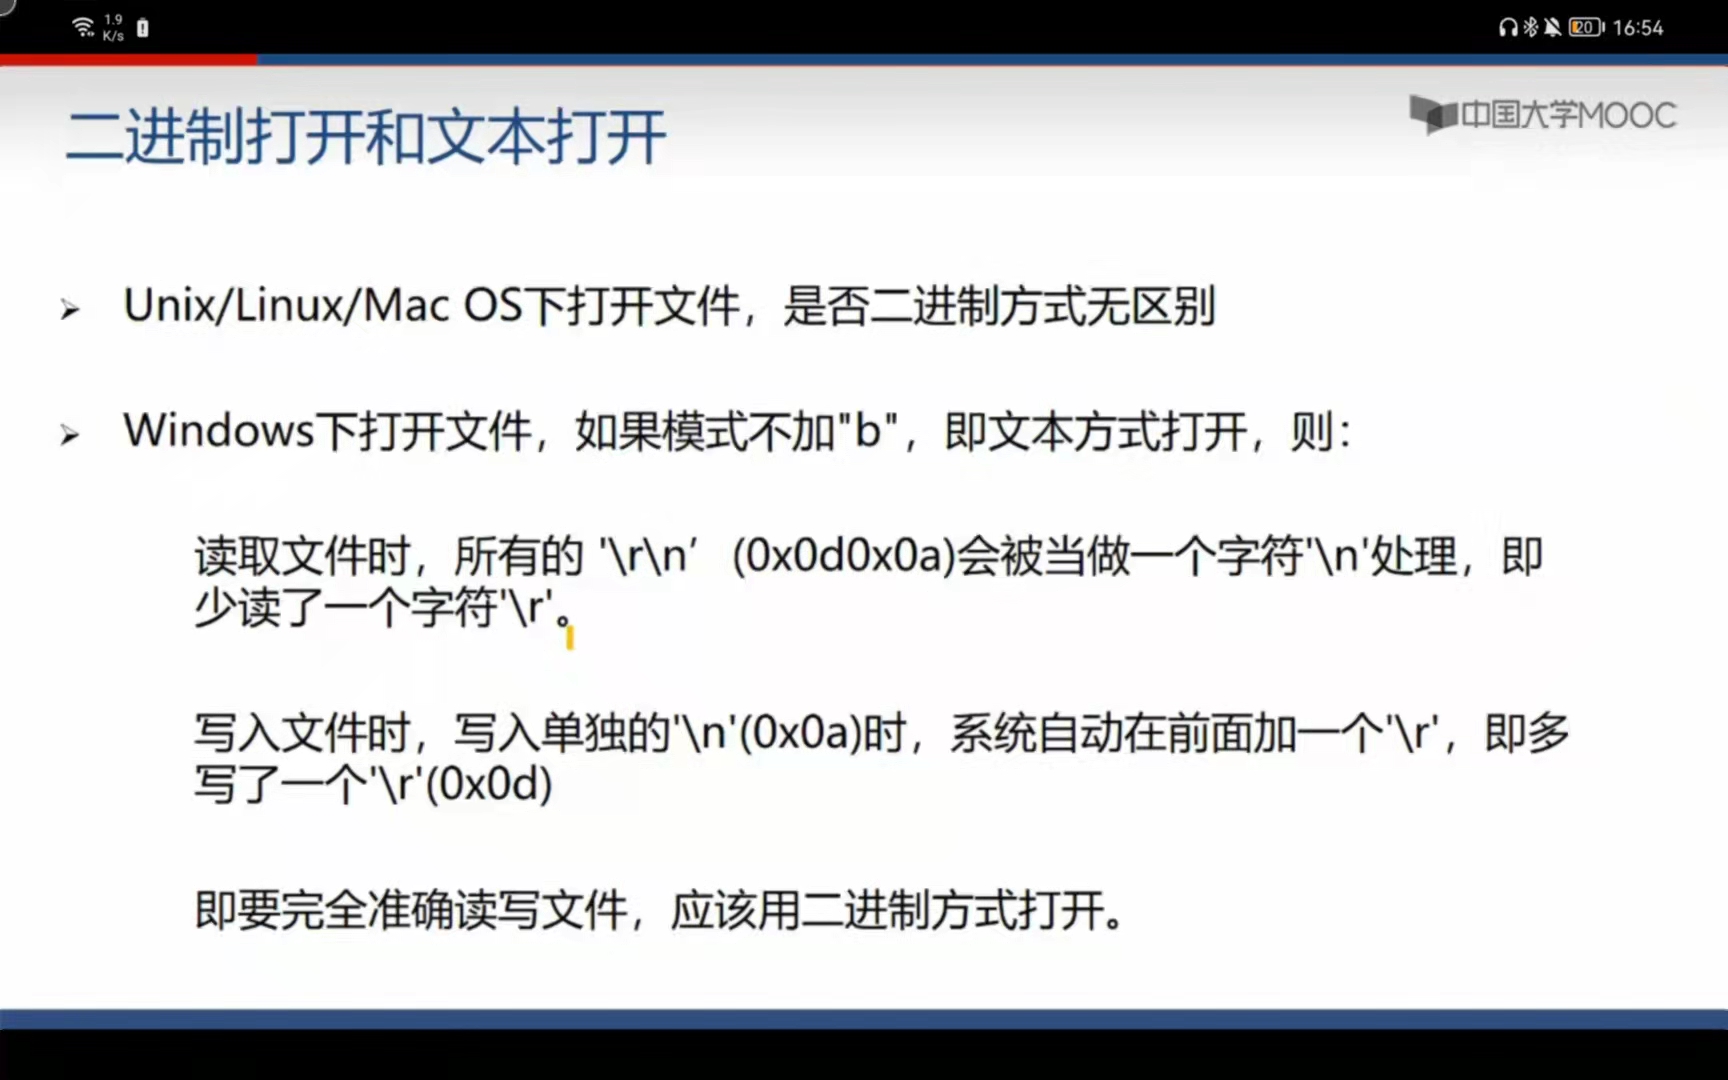 1.9
K/s
20
16:54
二进制打开和文本打开
中国大学MOOC
Unix/Linux/Mac OS下打开文件，是否二进制方式无区别
Windows下打开文件，如果模式不加"b"，即文本方式打开，则：
读取文件时，所有的 '\r\n’ (0x0d0x0a)会被当做一个字符'\n'处理，即
少读了一个字符'\r'。
写入文件时，写入单独的'\n'(0x0a)时，系统自动在前面加一个'\r'，即多
写了一个'\r'(0x0d)
即要完全准确读写文件，应该用二进制方式打开。